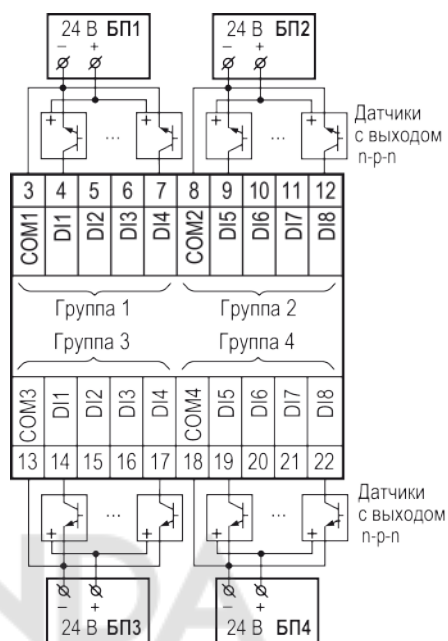 24 В БП1
− +
24 В БП2
− +
+ ... +
+ ... +
Датчики
с выходом
n-p-n
3 4 5 6 7 8 9 10 11 12
COM1 DI1 DI2 DI3 DI4 COM2 DI5 DI6 DI7 DI8
Группа 1 Группа 2
Группа 3 Группа 4
COM3 DI1 DI2 DI3 DI4 COM4 DI5 DI6 DI7 DI8
13 14 15 16 17 18 19 20 21 22
+ ... +
+ ... +
Датчики
с выходом
n-p-n
− +
24 В БП3
− +
24 В БП4